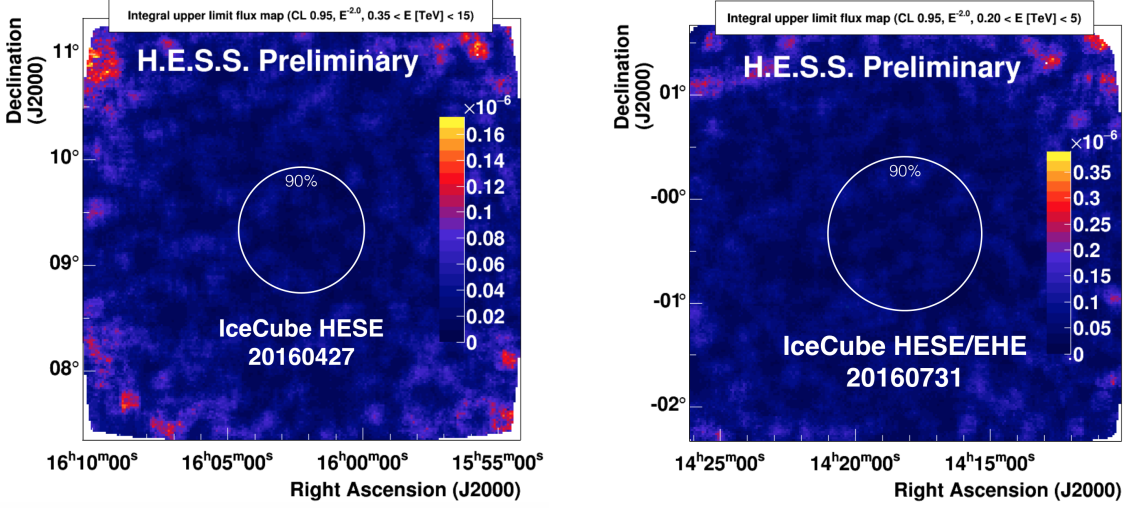 Integral upper limit flux map (CL 0.95, E⁻²·⁰, 0.35 < E [TeV] < 15)
H.E.S.S. Preliminary
Declination
(J2000)
11°
10°
09°
08°
×10⁻⁶
0.16
0.14
0.12
0.1
0.08
0.06
0.04
0.02
0
90%
IceCube HESE
20160427
16ʰ10ᵐ00ˢ
16ʰ05ᵐ00ˢ
16ʰ00ᵐ00ˢ
15ʰ55ᵐ00ˢ
Right Ascension (J2000)
Integral upper limit flux map (CL 0.95, E⁻²·⁰, 0.20 < E [TeV] < 5)
H.E.S.S. Preliminary
Declination
(J2000)
01°
-00°
-01°
-02°
×10⁻⁶
0.35
0.3
0.25
0.2
0.15
0.1
0.05
0
90%
IceCube HESE/EHE
20160731
14ʰ25ᵐ00ˢ
14ʰ20ᵐ00ˢ
14ʰ15ᵐ00ˢ
Right Ascension (J2000)